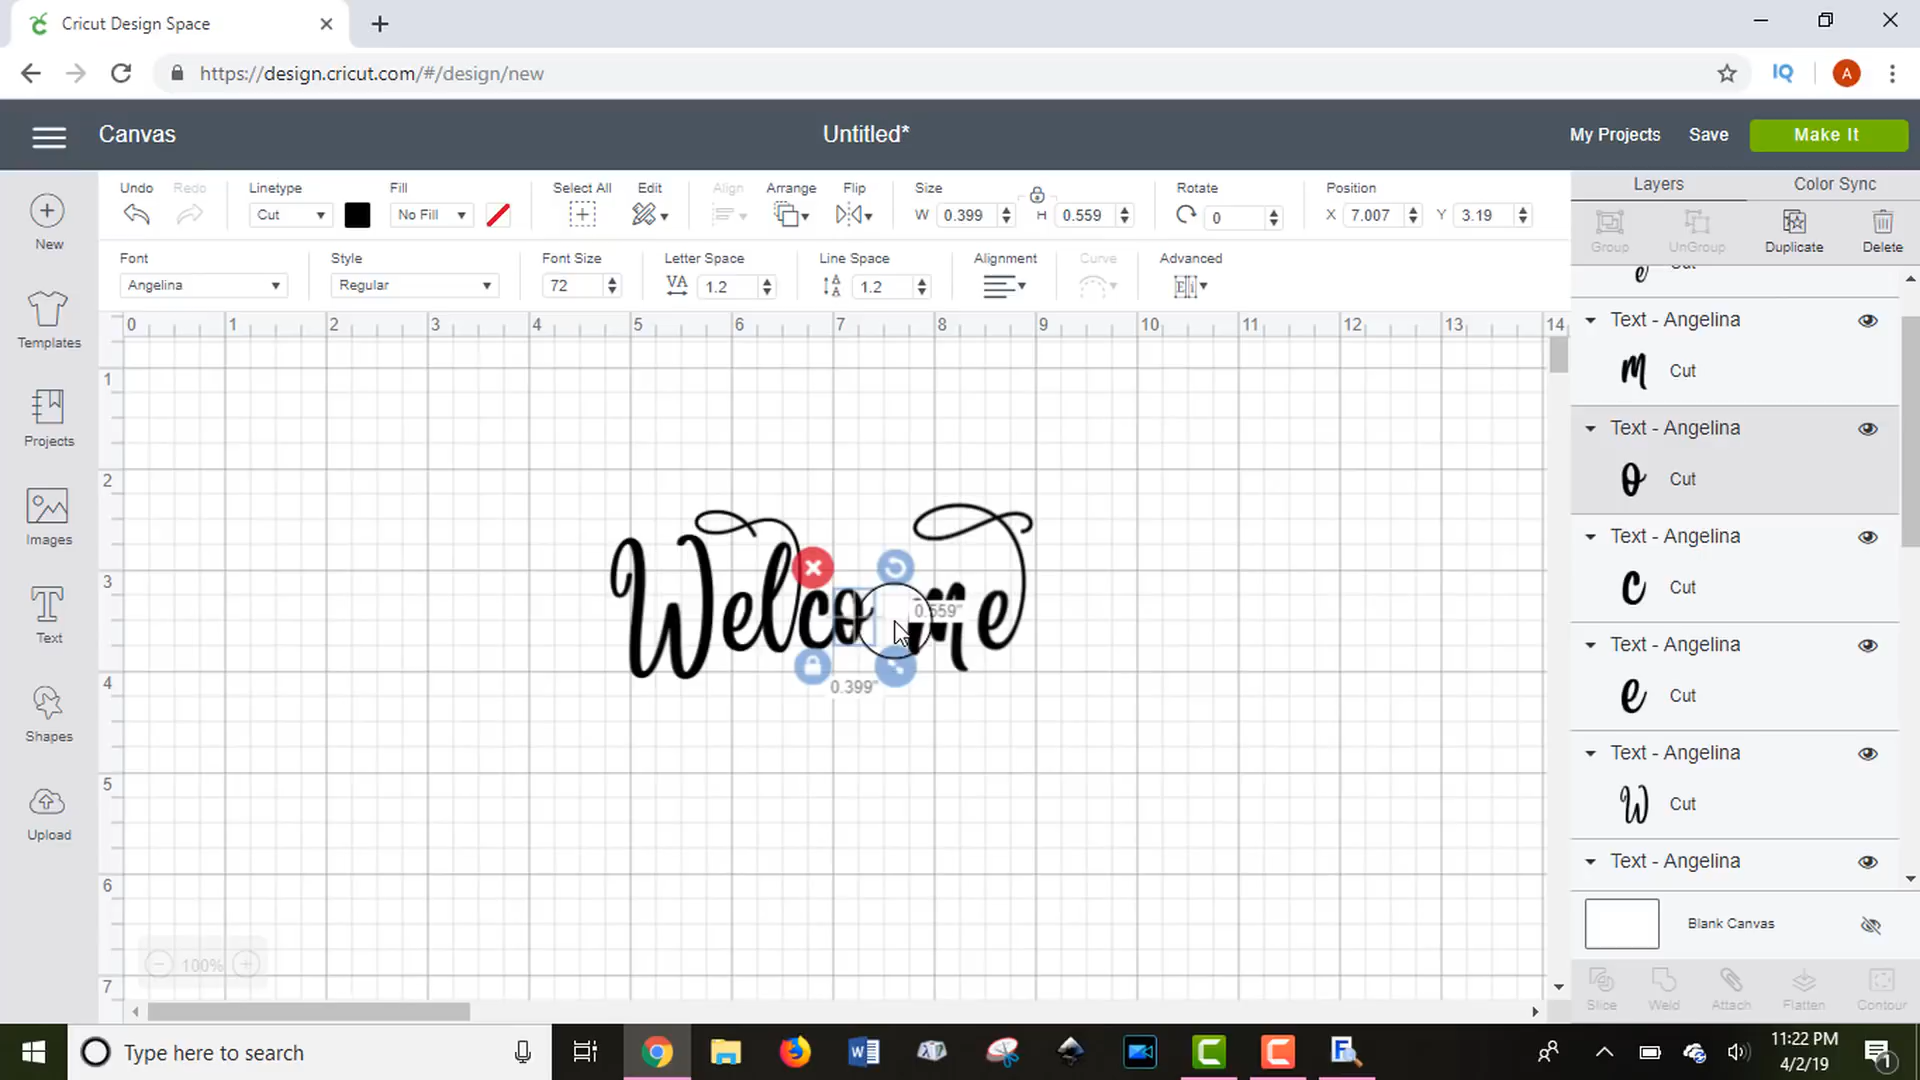 Cricut Design Space
https://design.cricut.com/#/design/new
IQ
A
Canvas
Untitled*
My Projects
Save
Make It
Undo
Redo
Linetype
Cut
Fill
No Fill
Select All
Edit
Align
Arrange
Flip
Size
W 0.399
H 0.559
Rotate
0
Position
X 7.007
Y 3.19
Layers
Color Sync
Group
UnGroup
Duplicate
Delete
Font
Angelina
Style
Regular
Font Size
72
Letter Space
VA 1.2
Line Space
1.2
Alignment
Curve
Advanced
0 1 2 3 4 5 6 7 8 9 10 11 12 13 14
1
2
3
4
5
6
7
New
Templates
Projects
Images
Text
Shapes
Upload
Welcome
0.559"
0.399"
100%
e Cut
Text - Angelina
m Cut
Text - Angelina
o Cut
Text - Angelina
c Cut
Text - Angelina
e Cut
Text - Angelina
W Cut
Text - Angelina
Blank Canvas
Slice
Weld
Attach
Flatten
Contour
Type here to search
11:22 PM
4/2/19
1